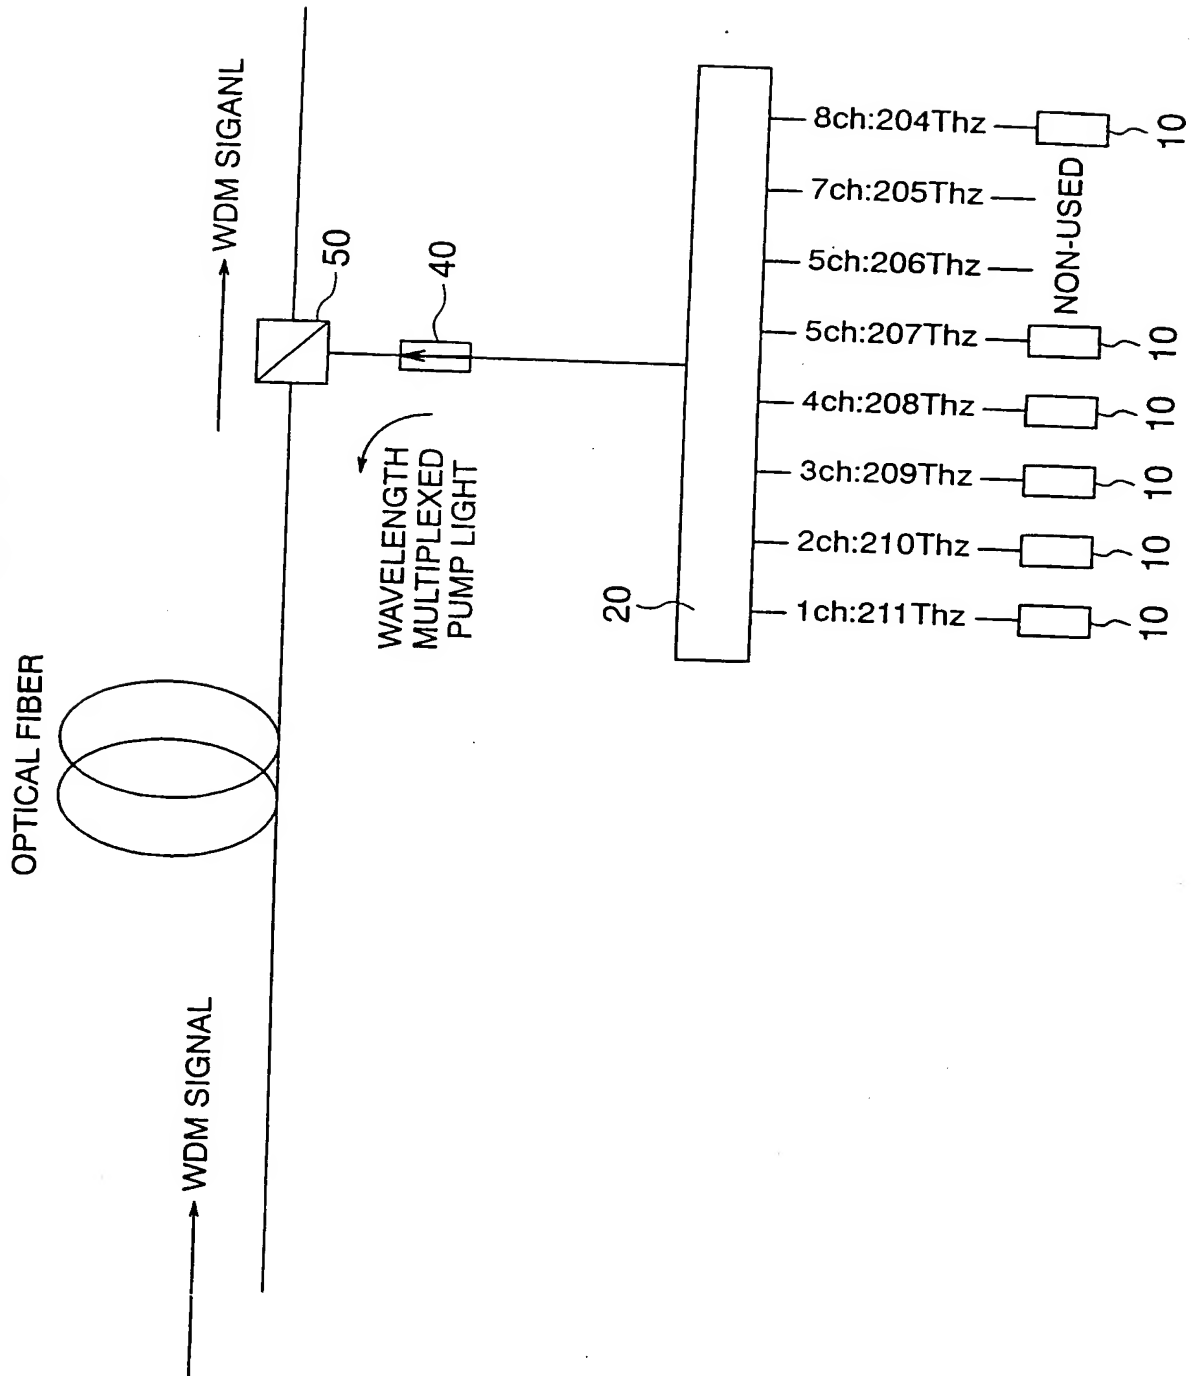 OPTICAL FIBER
WDM SIGNAL
WDM SIGANL
50
40
WAVELENGTH
MULTIPLEXED
PUMP LIGHT
20
1ch:211Thz
2ch:210Thz
3ch:209Thz
4ch:208Thz
5ch:207Thz
5ch:206Thz
7ch:205Thz
8ch:204Thz
NON-USED
10
10
10
10
10
10